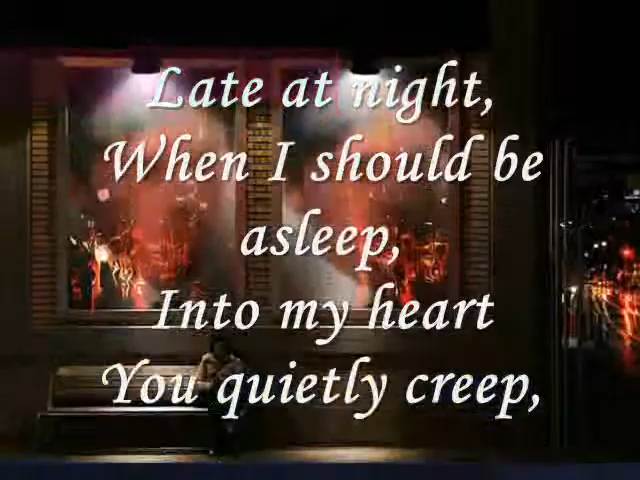 Late at night,
When I should be
asleep,
Into my heart
You quietly creep,